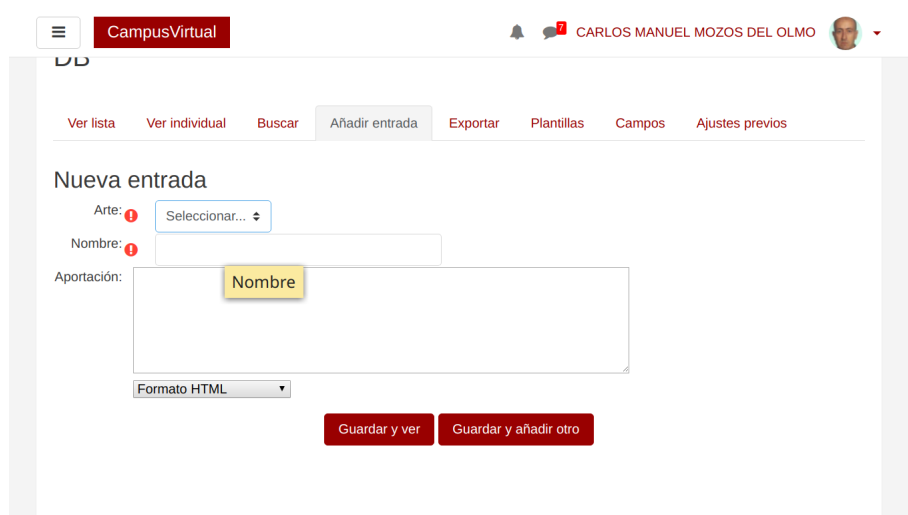 CampusVirtual
7
CARLOS MANUEL MOZOS DEL OLMO
DB
Ver lista Ver individual Buscar Añadir entrada Exportar Plantillas Campos Ajustes previos
Nueva entrada
Arte: Seleccionar...
Nombre:
Aportación:
Nombre
Formato HTML
Guardar y ver Guardar y añadir otro